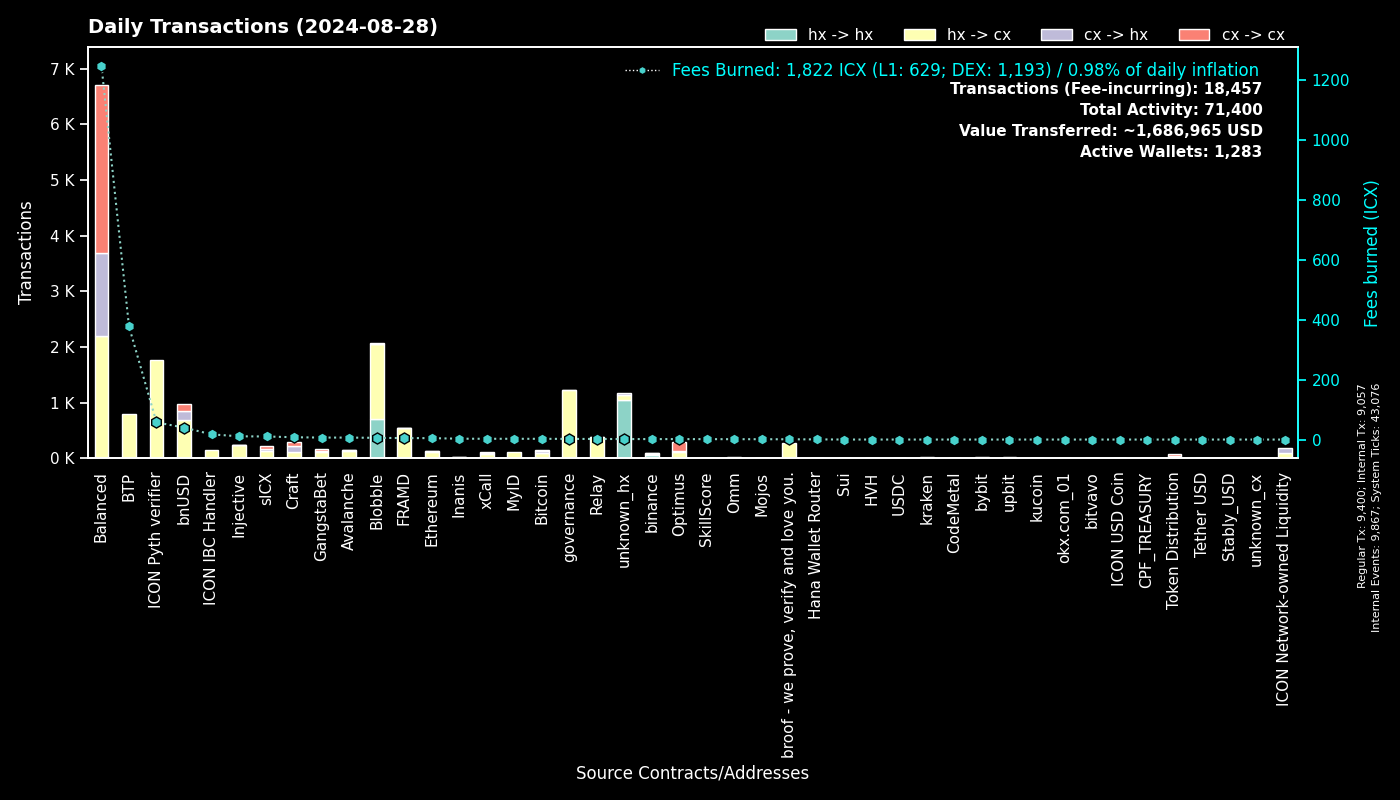 Daily Transactions (2024-08-28)
hx -> hx
hx -> cx
cx -> hx
cx -> cx
Fees Burned: 1,822 ICX (L1: 629; DEX: 1,193) / 0.98% of daily inflation
Transactions (Fee-incurring): 18,457
Total Activity: 71,400
Value Transferred: ~1,686,965 USD
Active Wallets: 1,283
Transactions
7 K
6 K
5 K
4 K
3 K
2 K
1 K
0 K
1200
1000
800
600
400
200
0
Fees burned (ICX)
Balanced
BTP
ICON Pyth verifier
bnUSD
ICON IBC Handler
Injective
sICX
Craft
GangstaBet
Avalanche
Blobble
FRAMD
Ethereum
Inanis
xCall
MyID
Bitcoin
governance
Relay
unknown_hx
binance
Optimus
SkillScore
Omm
Mojos
broof - we prove, verify and love you.
Hana Wallet Router
Sui
HVH
USDC
kraken
CodeMetal
bybit
upbit
kucoin
okx.com_01
bitvavo
ICON USD Coin
CPF_TREASURY
Token Distribution
Tether USD
Stably_USD
unknown_cx
ICON Network-owned Liquidity
Source Contracts/Addresses
Regular Tx: 9,400; Internal Tx: 9,057
Internal Events: 9,867; System Ticks: 43,076